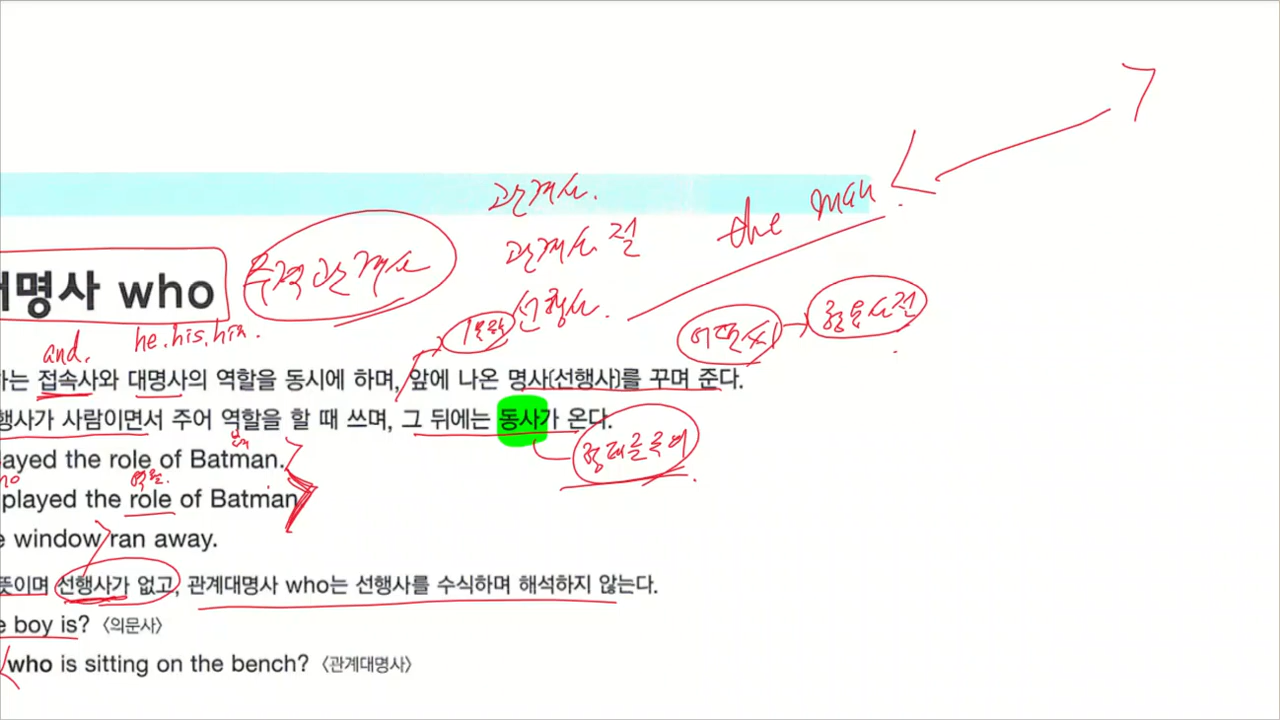 관계사.
the man
관계사 절
주격관계사
대명사 who
선행사.
형용사절
and.
he.his.him.
하는 접속사와 대명사의 역할을 동시에 하며, 앞에 나온 명사(선행사)를 꾸며 준다.
행사가 사람이면서 주어 역할을 할 때 쓰며, 그 뒤에는 동사가 온다.
ayed the role of Batman.
역할.
played the role of Batman
e window ran away.
뜻이며 선행사가 없고, 관계대명사 who는 선행사를 수식하며 해석하지 않는다.
e boy is? 〈의문사〉
who is sitting on the bench? 〈관계대명사〉